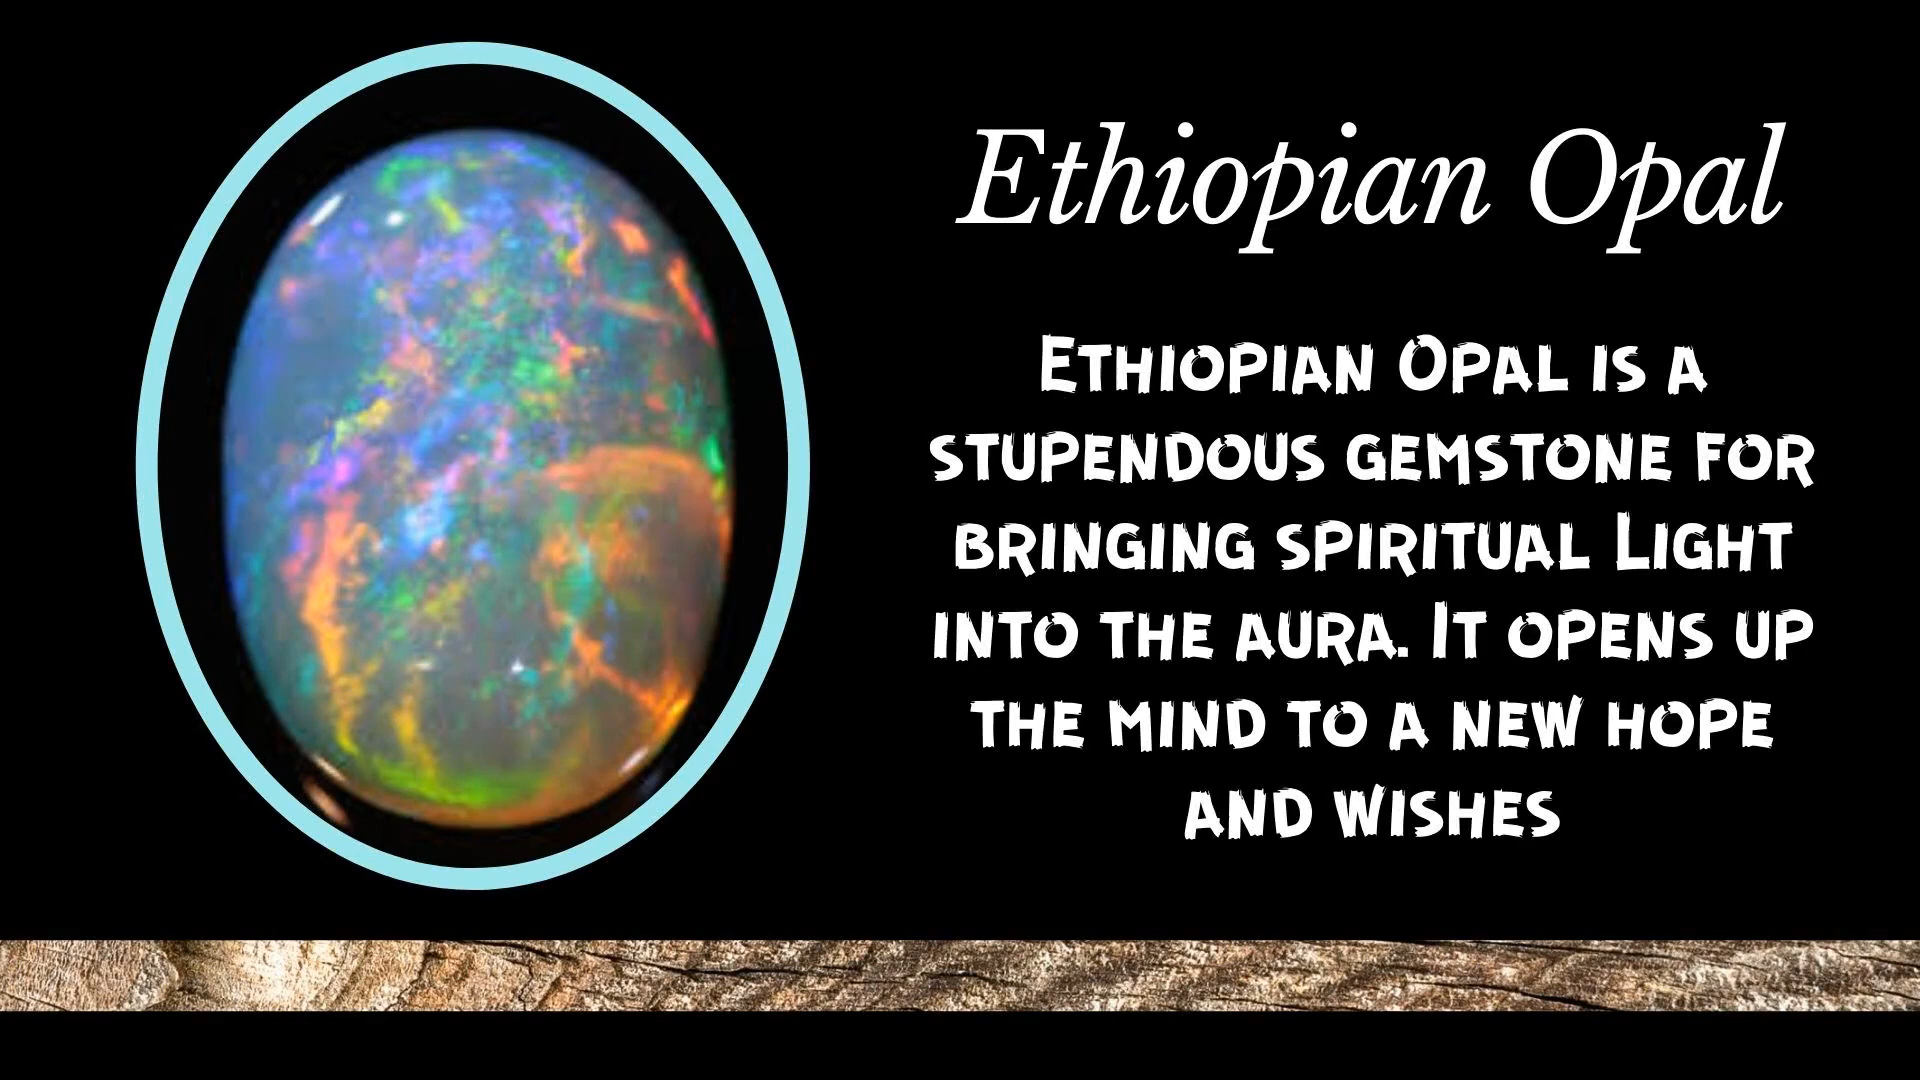 Ethiopian Opal
Ethiopian Opal is a
stupendous gemstone for
bringing spiritual Light
into the aura. It opens up
the mind to a new hope
and wishes